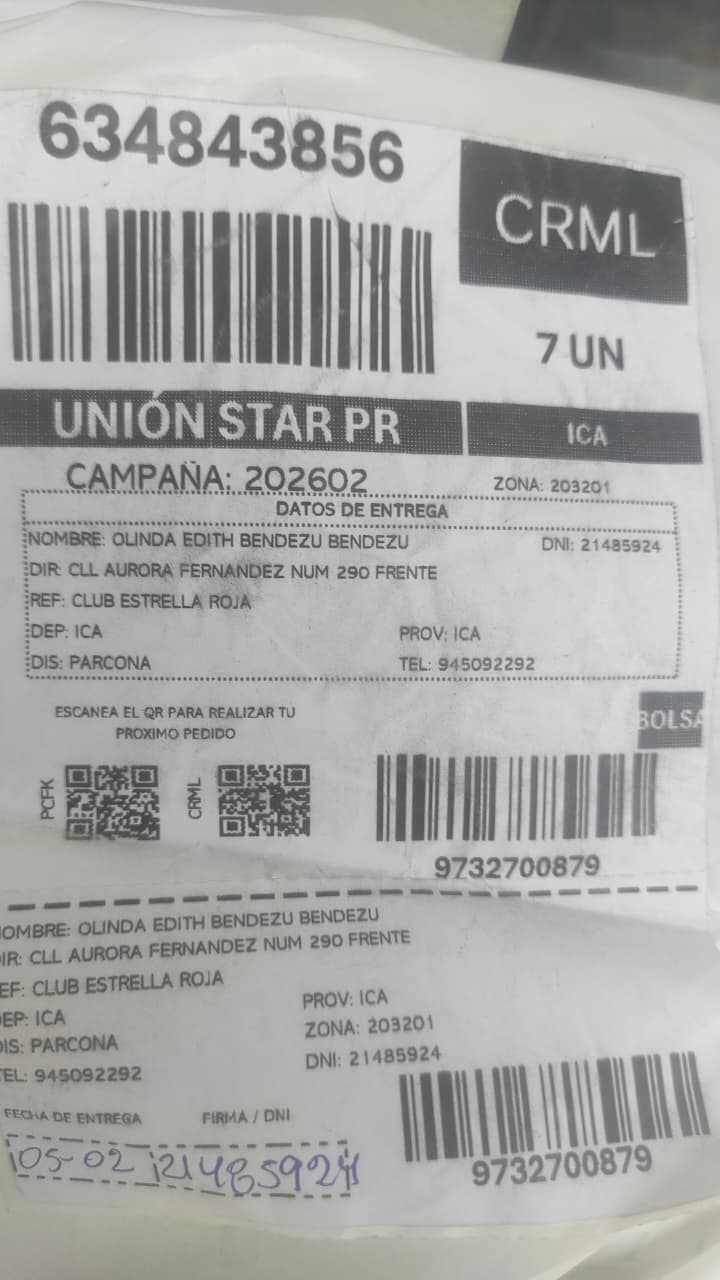 634843856
CRML
7 UN
UNIÓN STAR PR
ICA
CAMPAÑA: 202602
ZONA: 203201
DATOS DE ENTREGA
NOMBRE: OLINDA EDITH BENDEZU BENDEZU
DNI: 21485924
DIR: CLL AURORA FERNANDEZ NUM 290 FRENTE
REF: CLUB ESTRELLA ROJA
DEP: ICA
PROV: ICA
DIS: PARCONA
TEL: 945092292
ESCANEA EL QR PARA REALIZAR TU
PROXIMO PEDIDO
BOLSA
PCFK
CRML
9732700879
OMBRE: OLINDA EDITH BENDEZU BENDEZU
IR: CLL AURORA FERNANDEZ NUM 290 FRENTE
EF: CLUB ESTRELLA ROJA
EP: ICA
PROV: ICA
IS: PARCONA
ZONA: 203201
EL: 945092292
DNI: 21485924
FECHA DE ENTREGA
FIRMA / DNI
05-02
21485924
9732700879